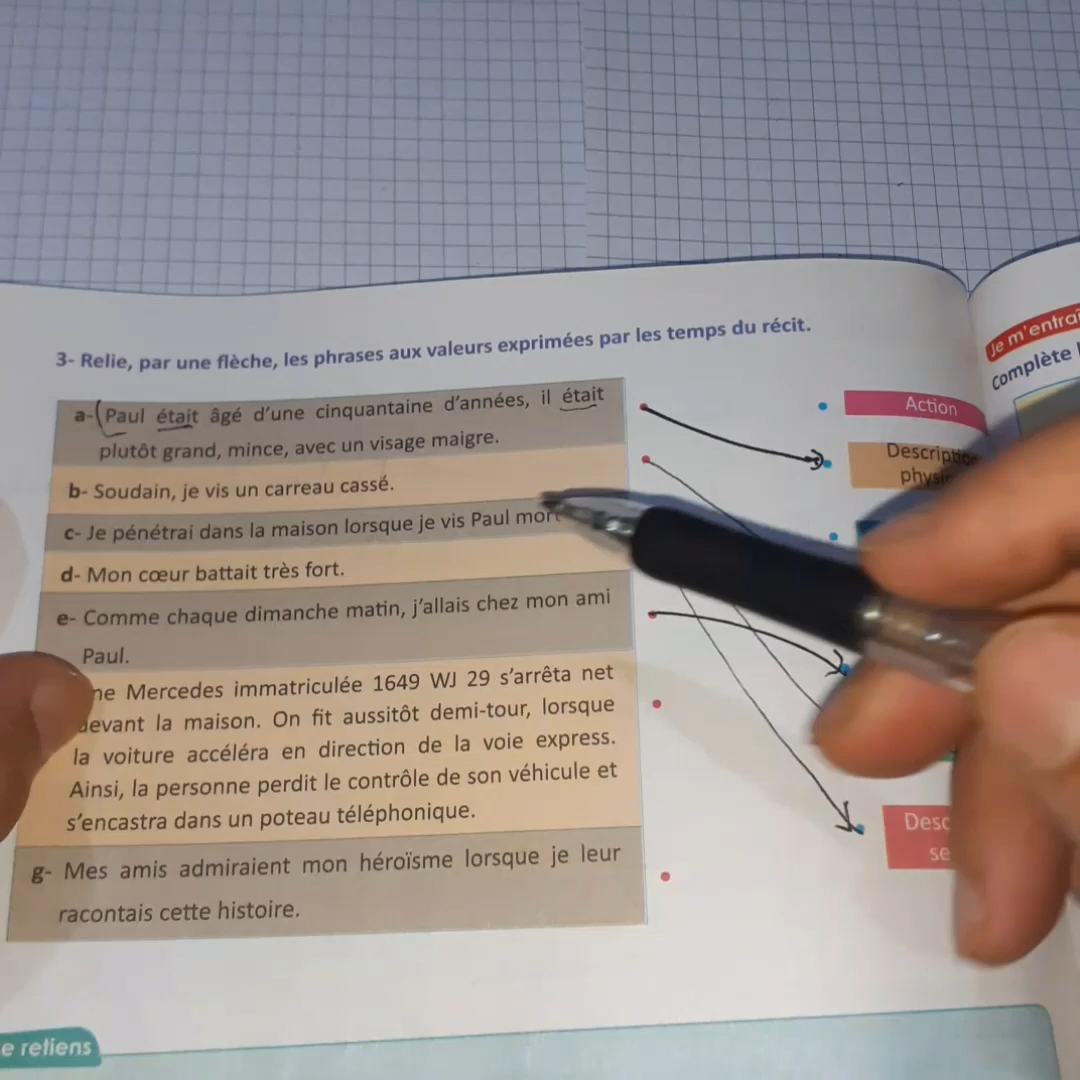 3- Relie, par une flèche, les phrases aux valeurs exprimées par les temps du récit.
a- Paul était âgé d'une cinquantaine d'années, il était
plutôt grand, mince, avec un visage maigre.
b- Soudain, je vis un carreau cassé.
c- Je pénétrai dans la maison lorsque je vis Paul mort
d- Mon cœur battait très fort.
e- Comme chaque dimanche matin, j'allais chez mon ami
Paul.
Mercedes immatriculée 1649 WJ 29 s'arrêta net
devant la maison. On fit aussitôt demi-tour, lorsque
la voiture accéléra en direction de la voie express.
Ainsi, la personne perdit le contrôle de son véhicule et
s'encastra dans un poteau téléphonique.
g- Mes amis admiraient mon héroïsme lorsque je leur
racontais cette histoire.
Action
Je m'entraî
Complète
e retiens